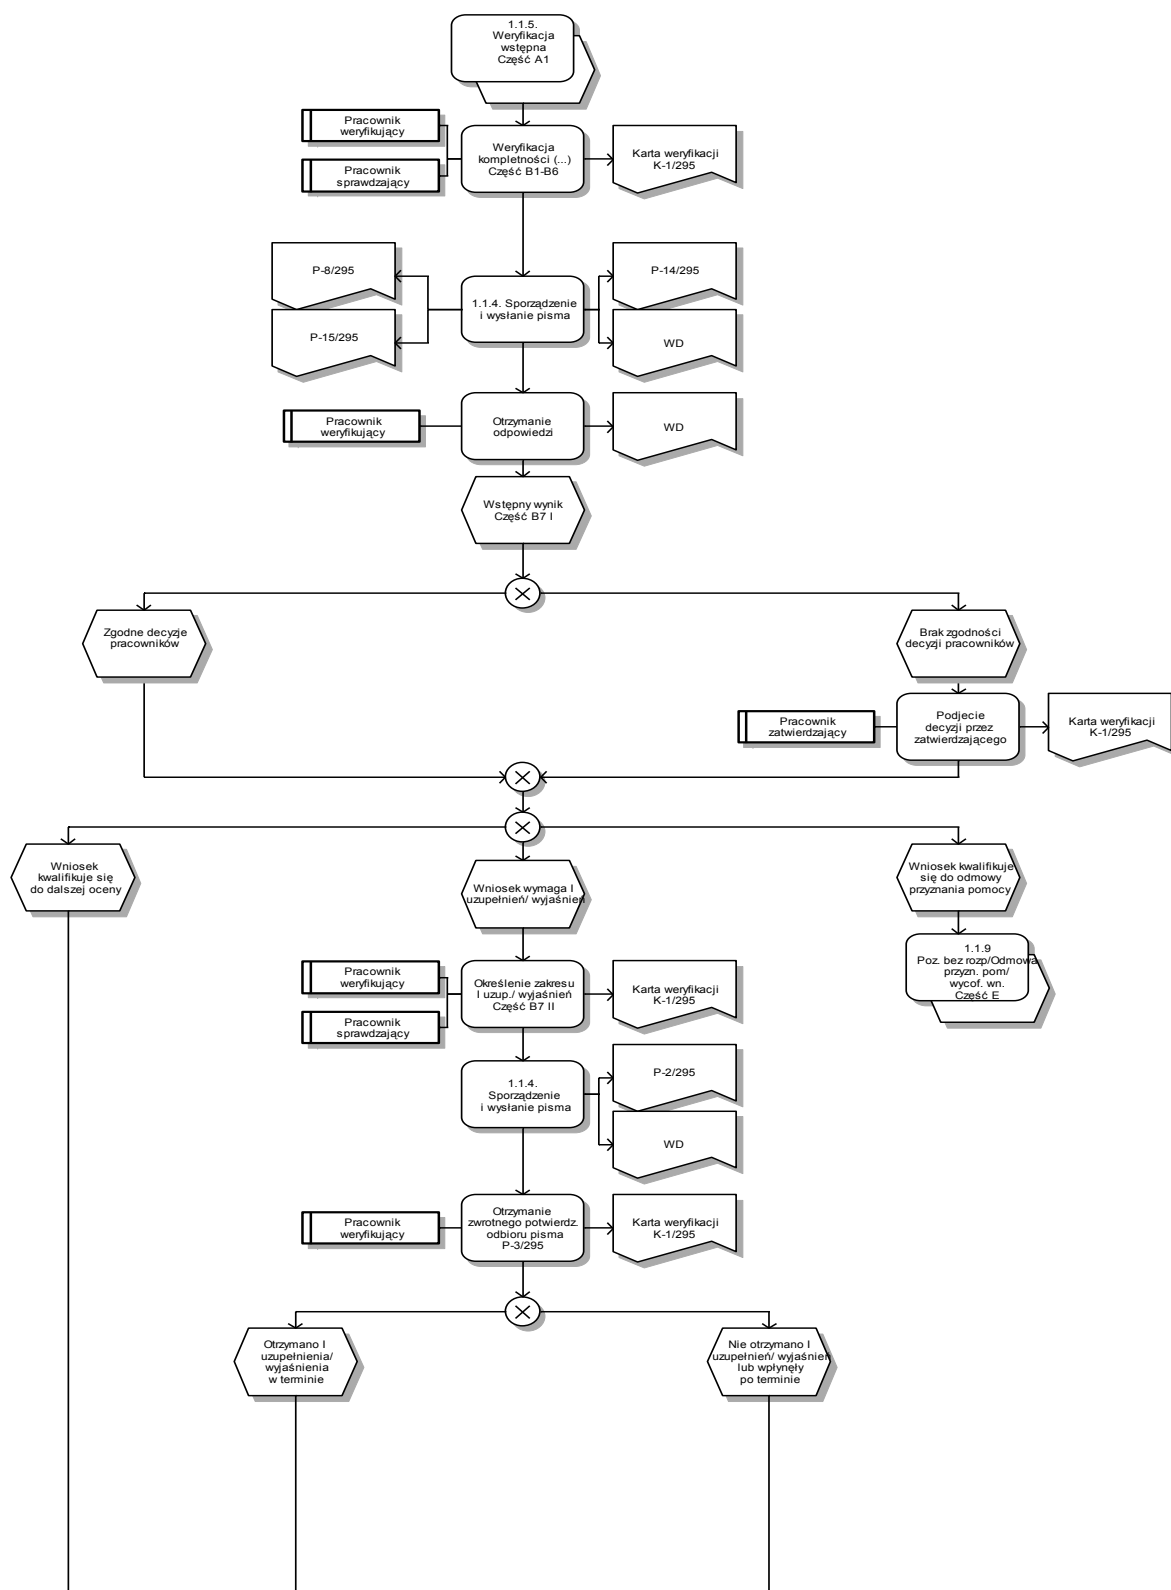 1.1.5.
Weryfikacja
wstępna
Część A1
Pracownik
weryfikujący
Pracownik
sprawdzający
Weryfikacja
kompletności (...)
Część B1-B6
Karta weryfikacji
K-1/295
P-8/295
P-15/295
1.1.4. Sporządzenie
i wysłanie pisma
P-14/295
WD
Pracownik
weryfikujący
Otrzymanie
odpowiedzi
WD
Wstępny wynik
Część B7 I
Zgodne decyzje
pracowników
Brak zgodności
decyzji pracowników
Pracownik
zatwierdzający
Podjecie
decyzji przez
zatwierdzającego
Karta weryfikacji
K-1/295
Wniosek
kwalifikuje się
do dalszej oceny
Wniosek wymaga I
uzupełnień/ wyjaśnień
Wniosek kwalifikuje
się do odmowy
przyznania pomocy
1.1.9
Poz. bez rozp/Odmowa
przyzn. pom/
wycof. wn.
Część E
Pracownik
weryfikujący
Pracownik
sprawdzający
Określenie zakresu
I uzup./ wyjaśnień
Część B7 II
Karta weryfikacji
K-1/295
1.1.4.
Sporządzenie
i wysłanie pisma
P-2/295
WD
Pracownik
weryfikujący
Otrzymanie
zwrotnego potwierdz.
odbioru pisma
P-3/295
Karta weryfikacji
K-1/295
Otrzymano I
uzupełnienia/
wyjaśnienia
w terminie
Nie otrzymano I
uzupełnień/ wyjaśnień
lub wpłynęły
po terminie